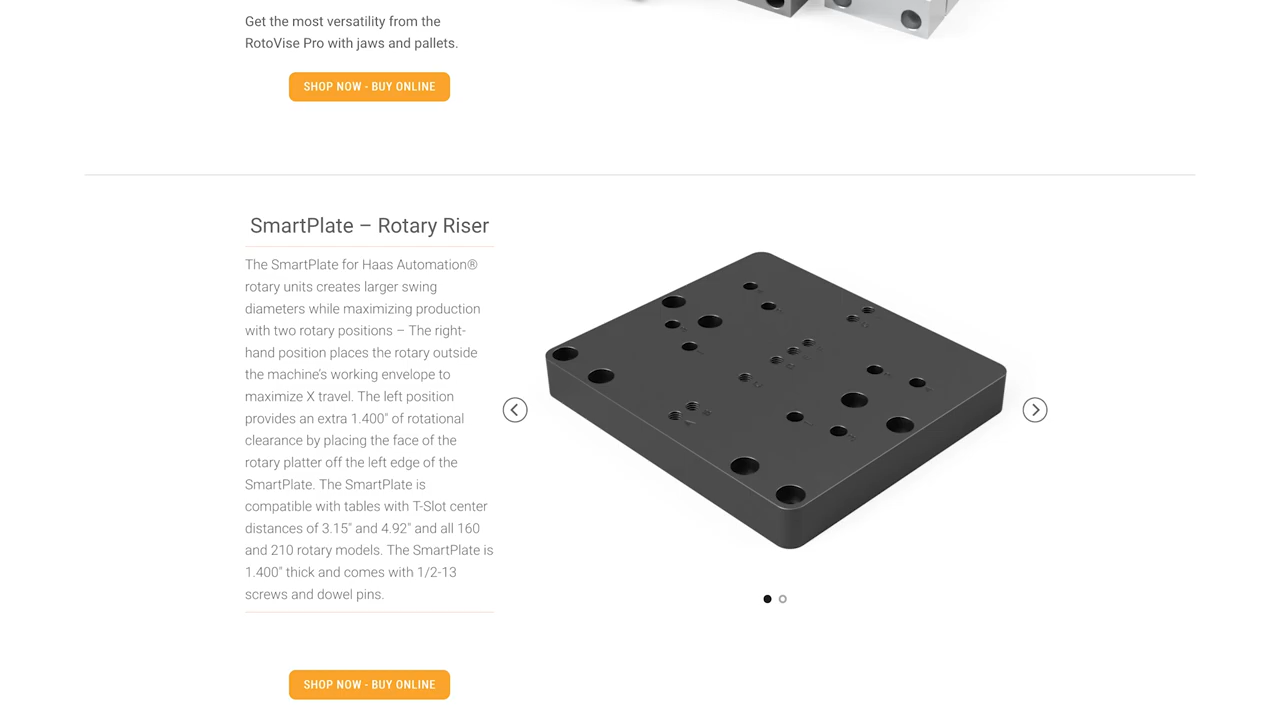 Get the most versatility from the
RotoVise Pro with jaws and pallets.
SHOP NOW - BUY ONLINE
SmartPlate – Rotary Riser
The SmartPlate for Haas Automation®
rotary units creates larger swing
diameters while maximizing production
with two rotary positions – The right-
hand position places the rotary outside
the machine's working envelope to
maximize X travel. The left position
provides an extra 1.400" of rotational
clearance by placing the face of the
rotary platter off the left edge of the
SmartPlate. The SmartPlate is
compatible with tables with T-Slot center
distances of 3.15" and 4.92" and all 160
and 210 rotary models. The SmartPlate is
1.400" thick and comes with 1/2-13
screws and dowel pins.
SHOP NOW - BUY ONLINE